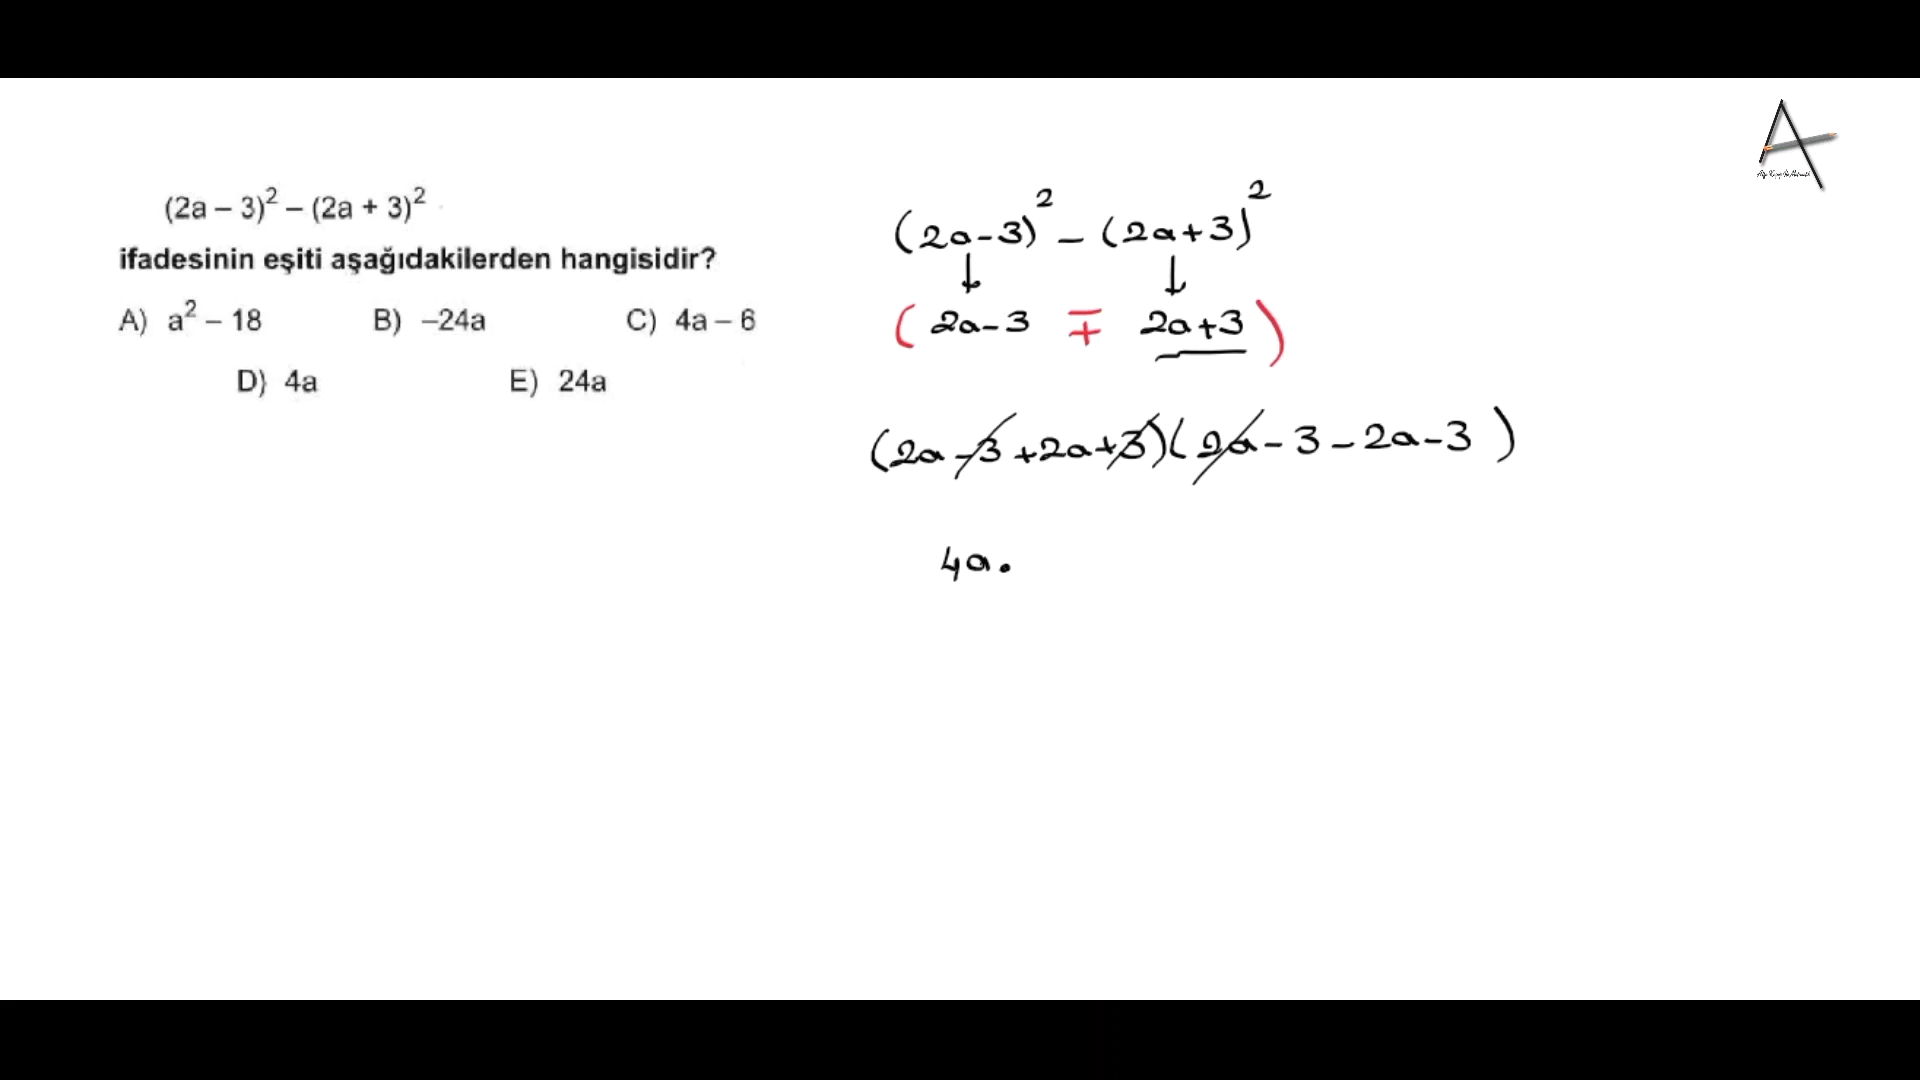 (2a – 3)² – (2a + 3)²
ifadesinin eşiti aşağıdakilerden hangisidir?
A) a² – 18 B) –24a C) 4a – 6
D) 4a E) 24a
(2a-3)² - (2a+3)²
↓ ↓
( 2a-3 ∓ 2a+3 )
(2a-3+2a+3)(2a-3-2a-3)
4a.